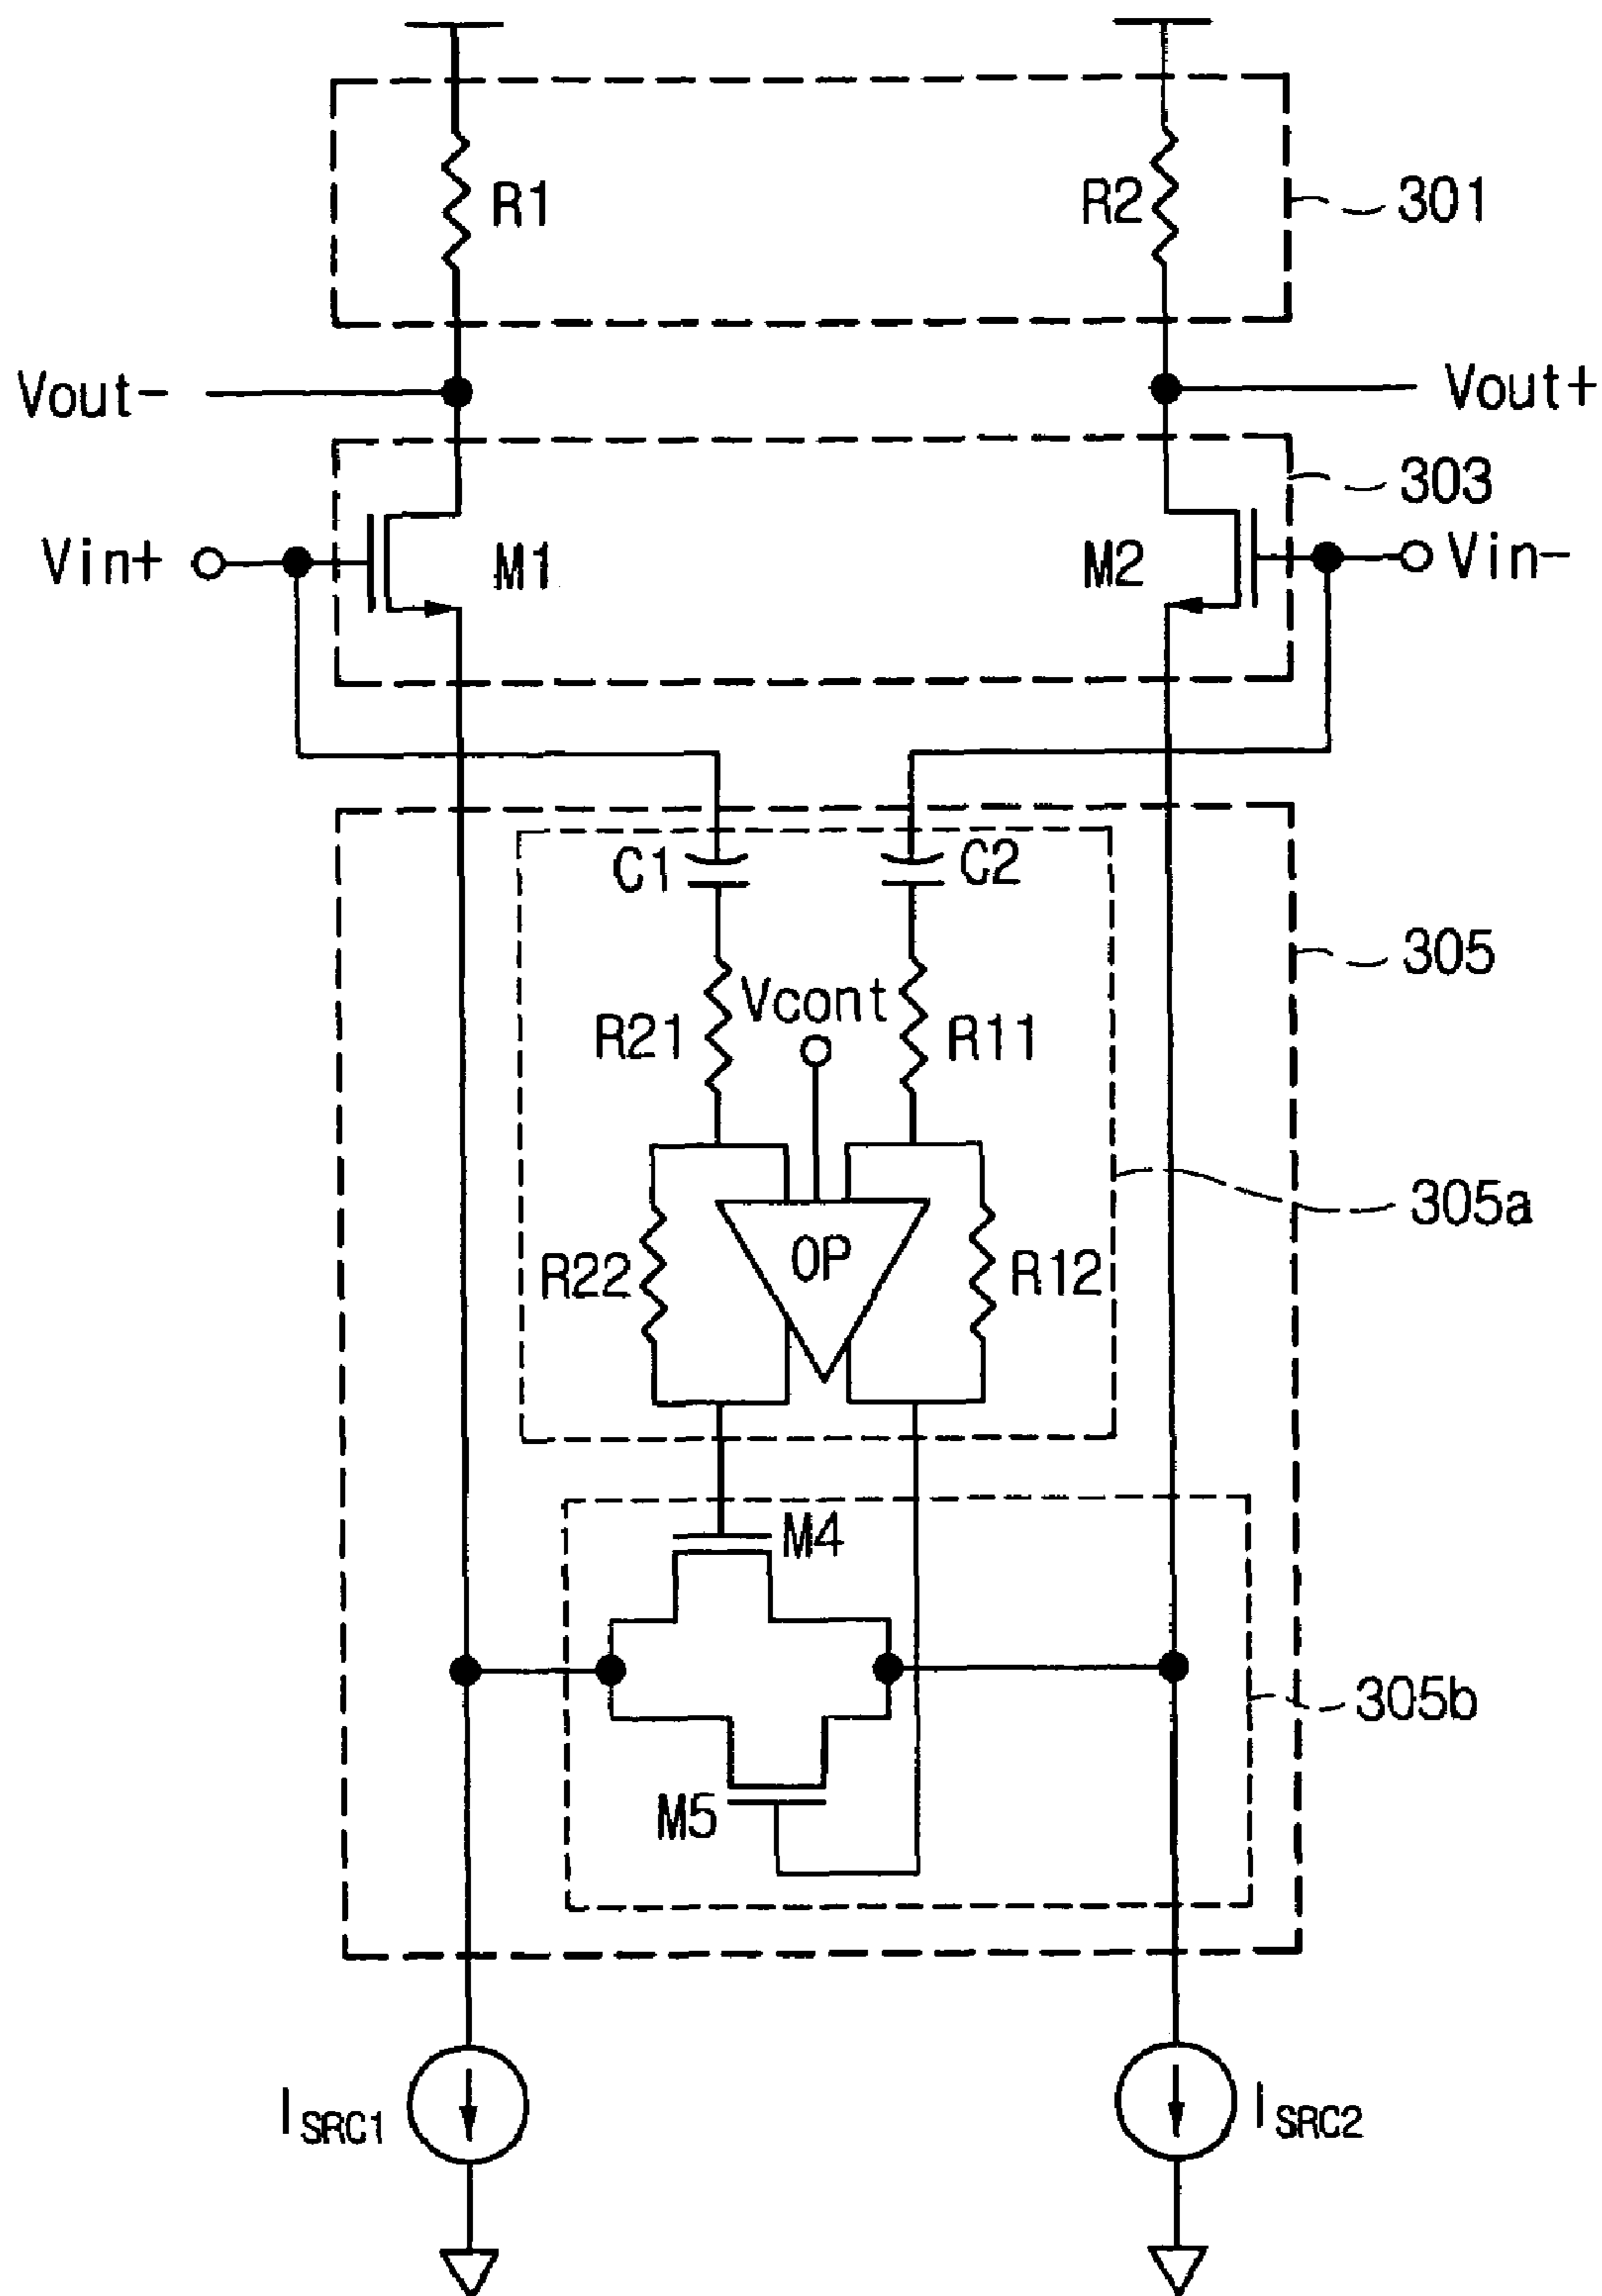 R1
R2
301
Vout-
Vout+
303
Vin+
M1
M2
Vin-
C1
C2
305
Vcont
R21
R11
305a
OP
R22
R12
M4
305b
M5
ISRC1
ISRC2